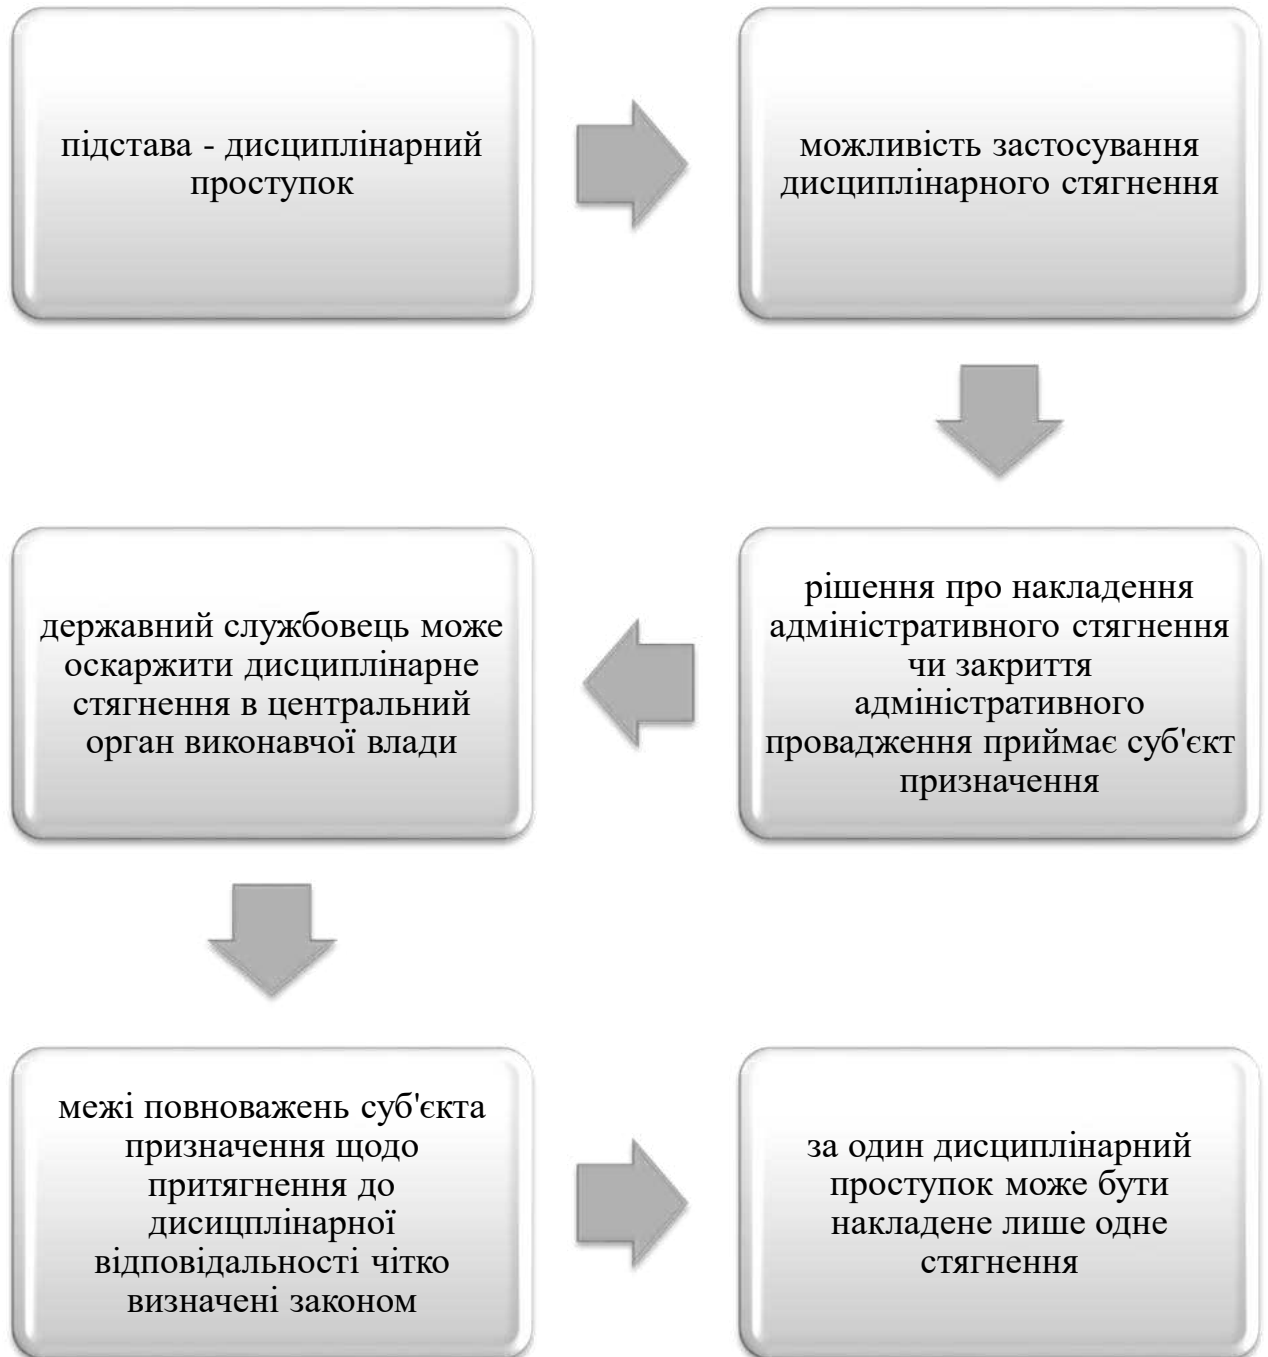 підстава - дисциплінарний
проступок
можливість застосування
дисциплінарного стягнення
рішення про накладення
адміністративного стягнення
чи закриття
адміністративного
провадження приймає суб'єкт
призначення
державний службовець може
оскаржити дисциплінарне
стягнення в центральний
орган виконавчої влади
межі повноважень суб'єкта
призначення щодо
притягнення до
дисицплінарної
відповідальності чітко
визначені законом
за один дисциплінарний
проступок може бути
накладене лише одне
стягнення